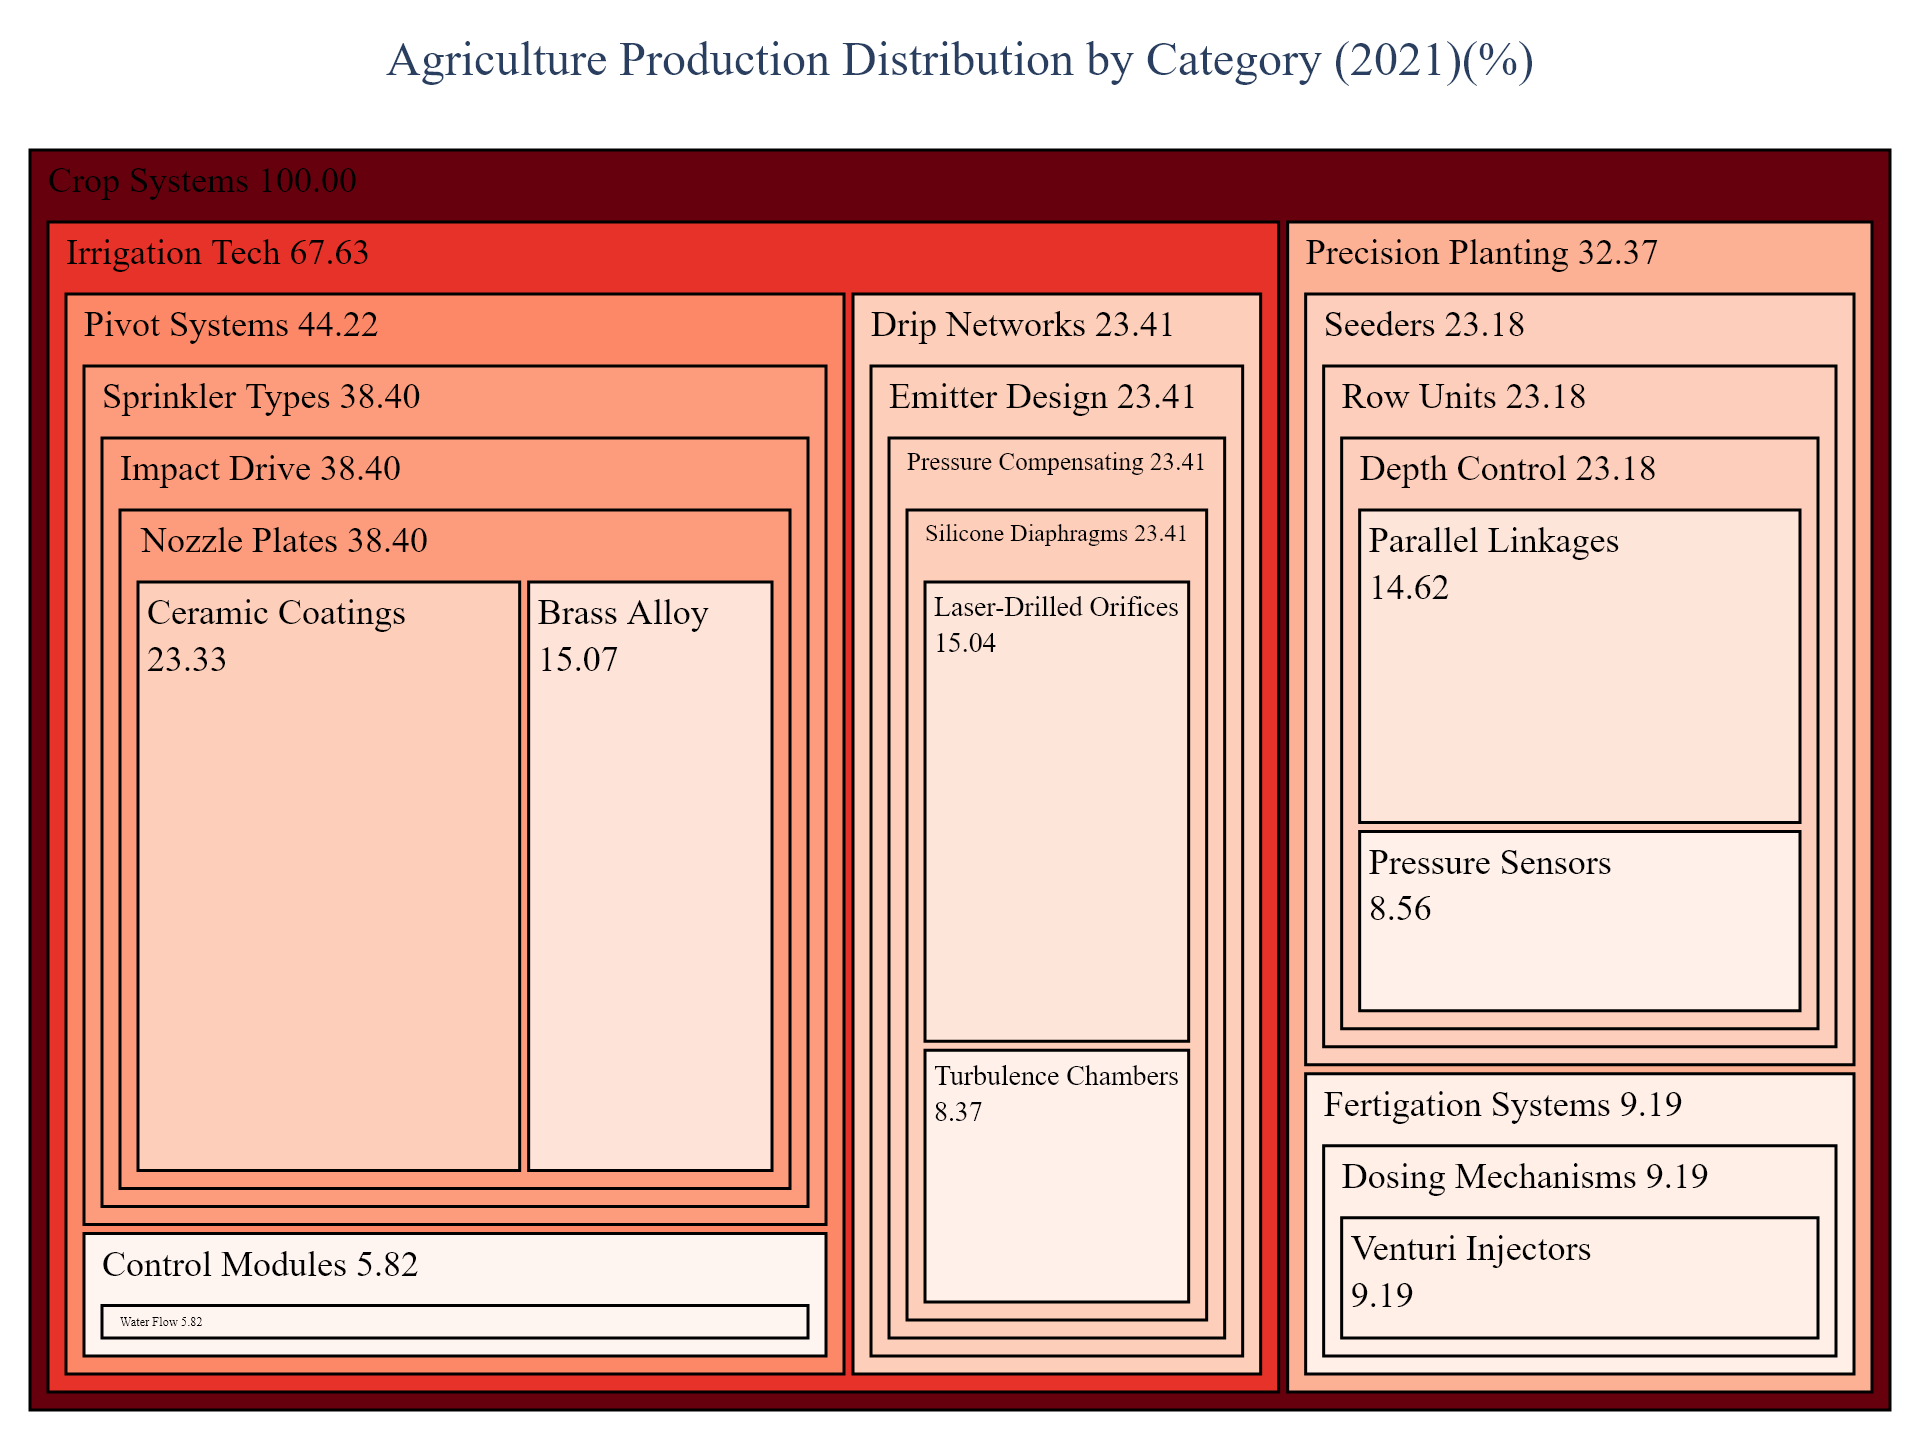 Agriculture Production Distribution by Category (2021)(%)
Crop Systems 100.00
Irrigation Tech 67.63
Pivot Systems 44.22
Sprinkler Types 38.40
Impact Drive 38.40
Nozzle Plates 38.40
Ceramic Coatings
23.33
Brass Alloy
15.07
Control Modules 5.82
Water Flow 5.82
Drip Networks 23.41
Emitter Design 23.41
Pressure Compensating 23.41
Silicone Diaphragms 23.41
Laser-Drilled Orifices
15.04
Turbulence Chambers
8.37
Precision Planting 32.37
Seeders 23.18
Row Units 23.18
Depth Control 23.18
Parallel Linkages
14.62
Pressure Sensors
8.56
Fertigation Systems 9.19
Dosing Mechanisms 9.19
Venturi Injectors
9.19